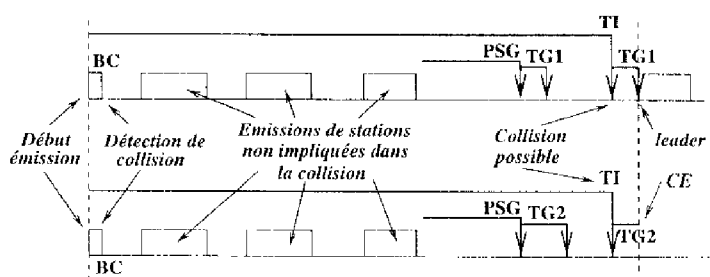 TI
BC
PSG
TG1
TG1
Début
émission
Détection de
collision
Emissions de stations
non impliquées dans
la collision
Collision
possible
leader
TI
CE
PSG
TG2
TG2
BC